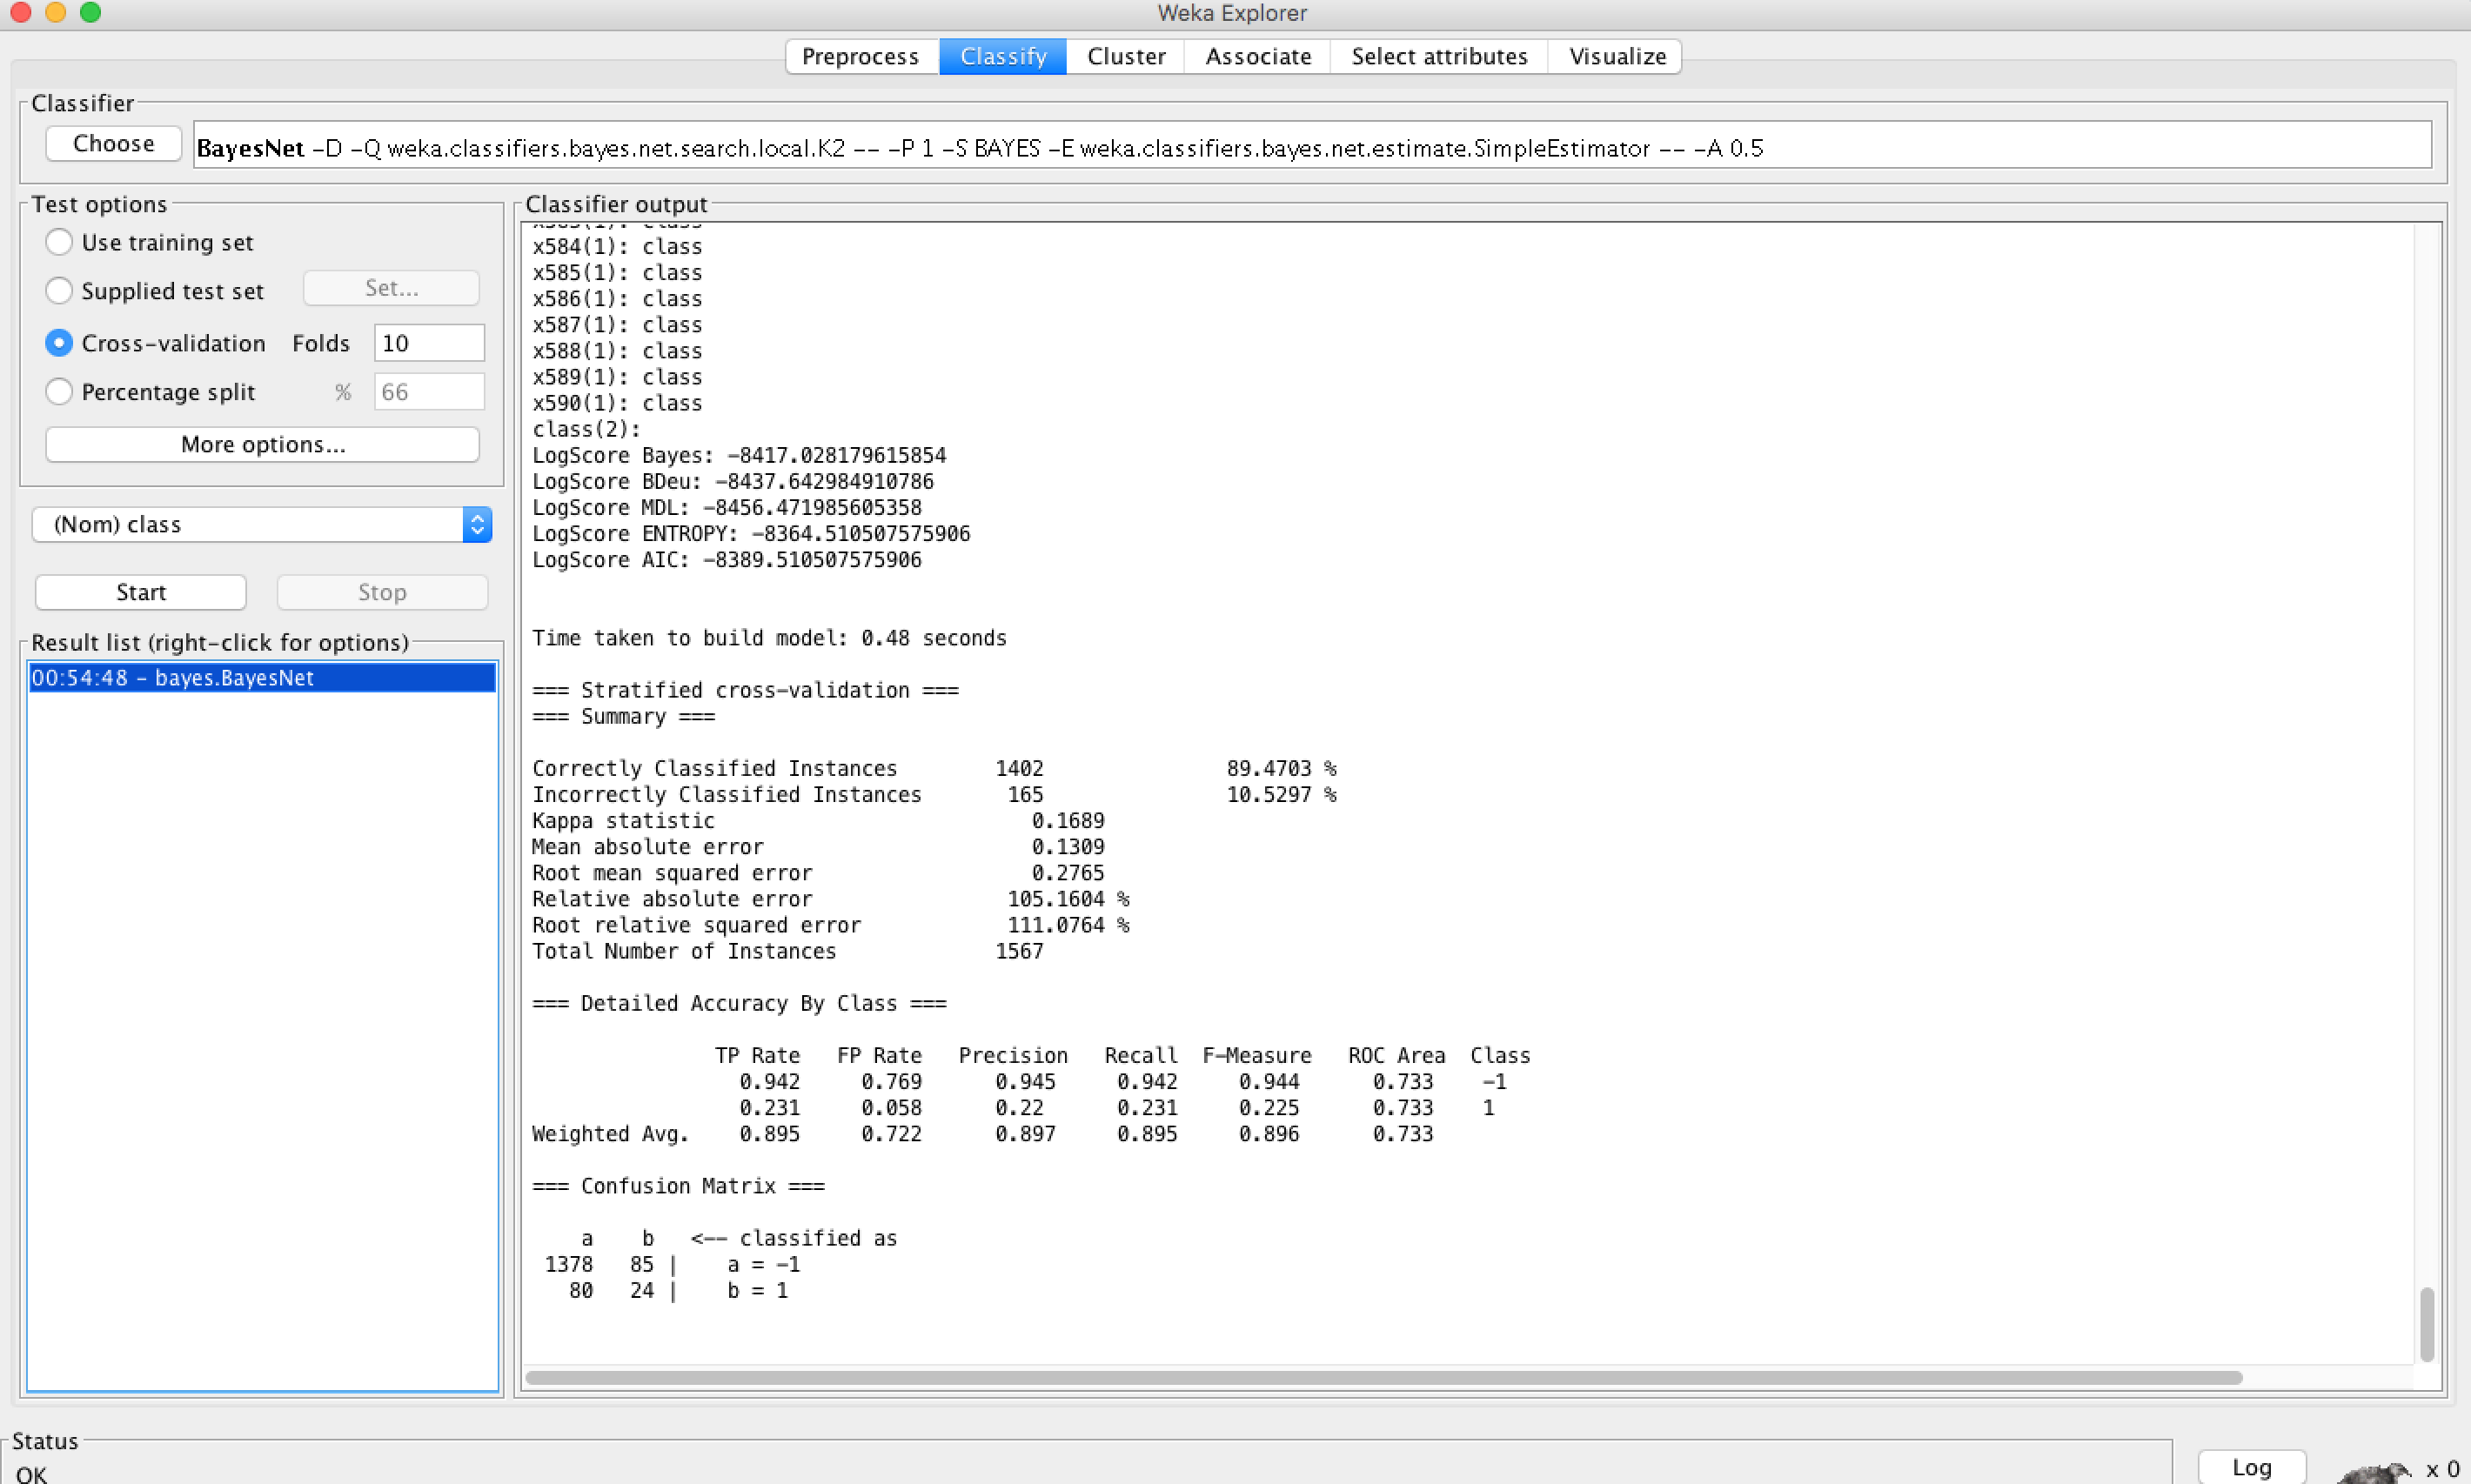 Weka Explorer
Preprocess Classify Cluster Associate Select attributes Visualize
Classifier
Choose BayesNet -D -Q weka.classifiers.bayes.net.search.local.K2 -- -P 1 -S BAYES -E weka.classifiers.bayes.net.estimate.SimpleEstimator -- -A 0.5
Test options
Use training set
Supplied test set Set...
Cross-validation Folds 10
Percentage split % 66
More options...
(Nom) class
Start Stop
Result list (right-click for options)
00:54:48 - bayes.BayesNet
Classifier output
x584(1): class
x585(1): class
x586(1): class
x587(1): class
x588(1): class
x589(1): class
x590(1): class
class(2):
LogScore Bayes: -8417.028179615854
LogScore BDeu: -8437.642984910786
LogScore MDL: -8456.471985605358
LogScore ENTROPY: -8364.510507575906
LogScore AIC: -8389.510507575906
Time taken to build model: 0.48 seconds
=== Stratified cross-validation ===
=== Summary ===
Correctly Classified Instances 1402 89.4703 %
Incorrectly Classified Instances 165 10.5297 %
Kappa statistic 0.1689
Mean absolute error 0.1309
Root mean squared error 0.2765
Relative absolute error 105.1604 %
Root relative squared error 111.0764 %
Total Number of Instances 1567
=== Detailed Accuracy By Class ===
TP Rate FP Rate Precision Recall F-Measure ROC Area Class
0.942 0.769 0.945 0.942 0.944 0.733 -1
0.231 0.058 0.22 0.231 0.225 0.733 1
Weighted Avg. 0.895 0.722 0.897 0.895 0.896 0.733
=== Confusion Matrix ===
a b <-- classified as
1378 85 | a = -1
80 24 | b = 1
Status
OK
Log x 0